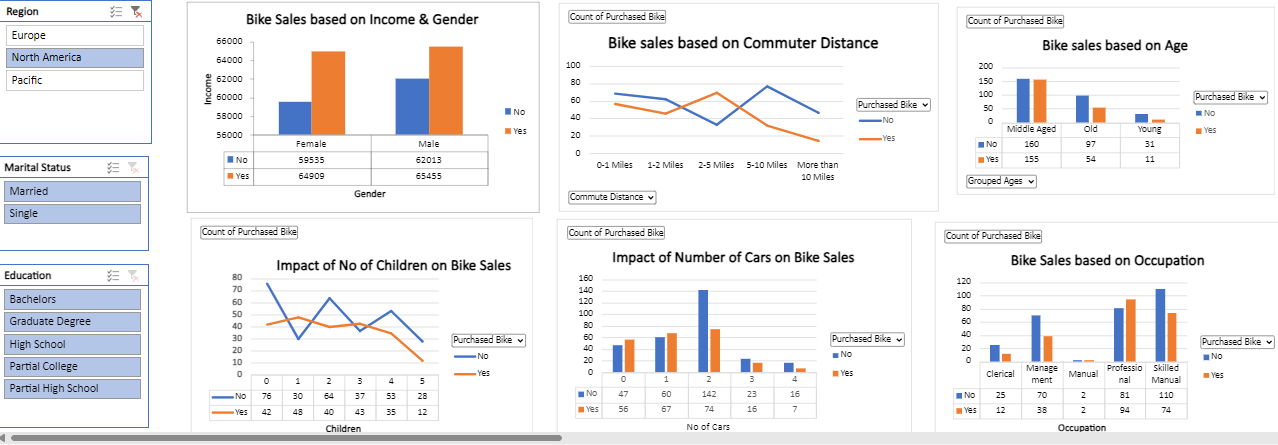 Region
Europe
North America
Pacific
Marital Status
Married
Single
Education
Bachelors
Graduate Degree
High School
Partial College
Partial High School
Bike Sales based on Income & Gender
66000
64000
62000
60000
58000
56000
Income
Female Male
No 59535 62013
Yes 64909 65455
Gender
No
Yes
Count of Purchased Bike
Bike sales based on Commuter Distance
100
80
60
40
20
0
0-1 Miles 1-2 Miles 2-5 Miles 5-10 Miles More than
10 Miles
Purchased Bike
No
Yes
Commute Distance
Count of Purchased Bike
Bike sales based on Age
200
150
100
50
0
Middle Aged Old Young
No 160 97 31
Yes 155 54 11
Purchased Bike
No
Yes
Grouped Ages
Count of Purchased Bike
Impact of No of Children on Bike Sales
80
70
60
50
40
30
20
10
0
0 1 2 3 4 5
No 76 30 64 37 53 28
Yes 42 48 40 43 35 12
Children
Purchased Bike
No
Yes
Count of Purchased Bike
Impact of Number of Cars on Bike Sales
160
140
120
100
80
60
40
20
0
0 1 2 3 4
No 47 60 142 23 16
Yes 56 67 74 16 7
No of Cars
Purchased Bike
No
Yes
Count of Purchased Bike
Bike Sales based on Occupation
120
100
80
60
40
20
0
Clerical Manage Manual Professio Skilled
ment nal Manual
No 25 70 2 81 110
Yes 12 38 2 94 74
Occupation
Purchased Bike
No
Yes